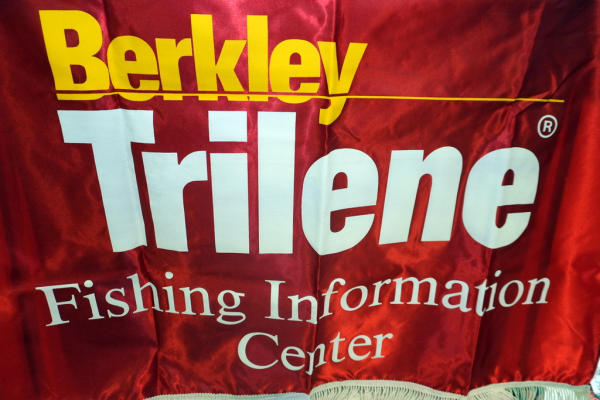 Berkley
Trilene®
Fishing Information
Center